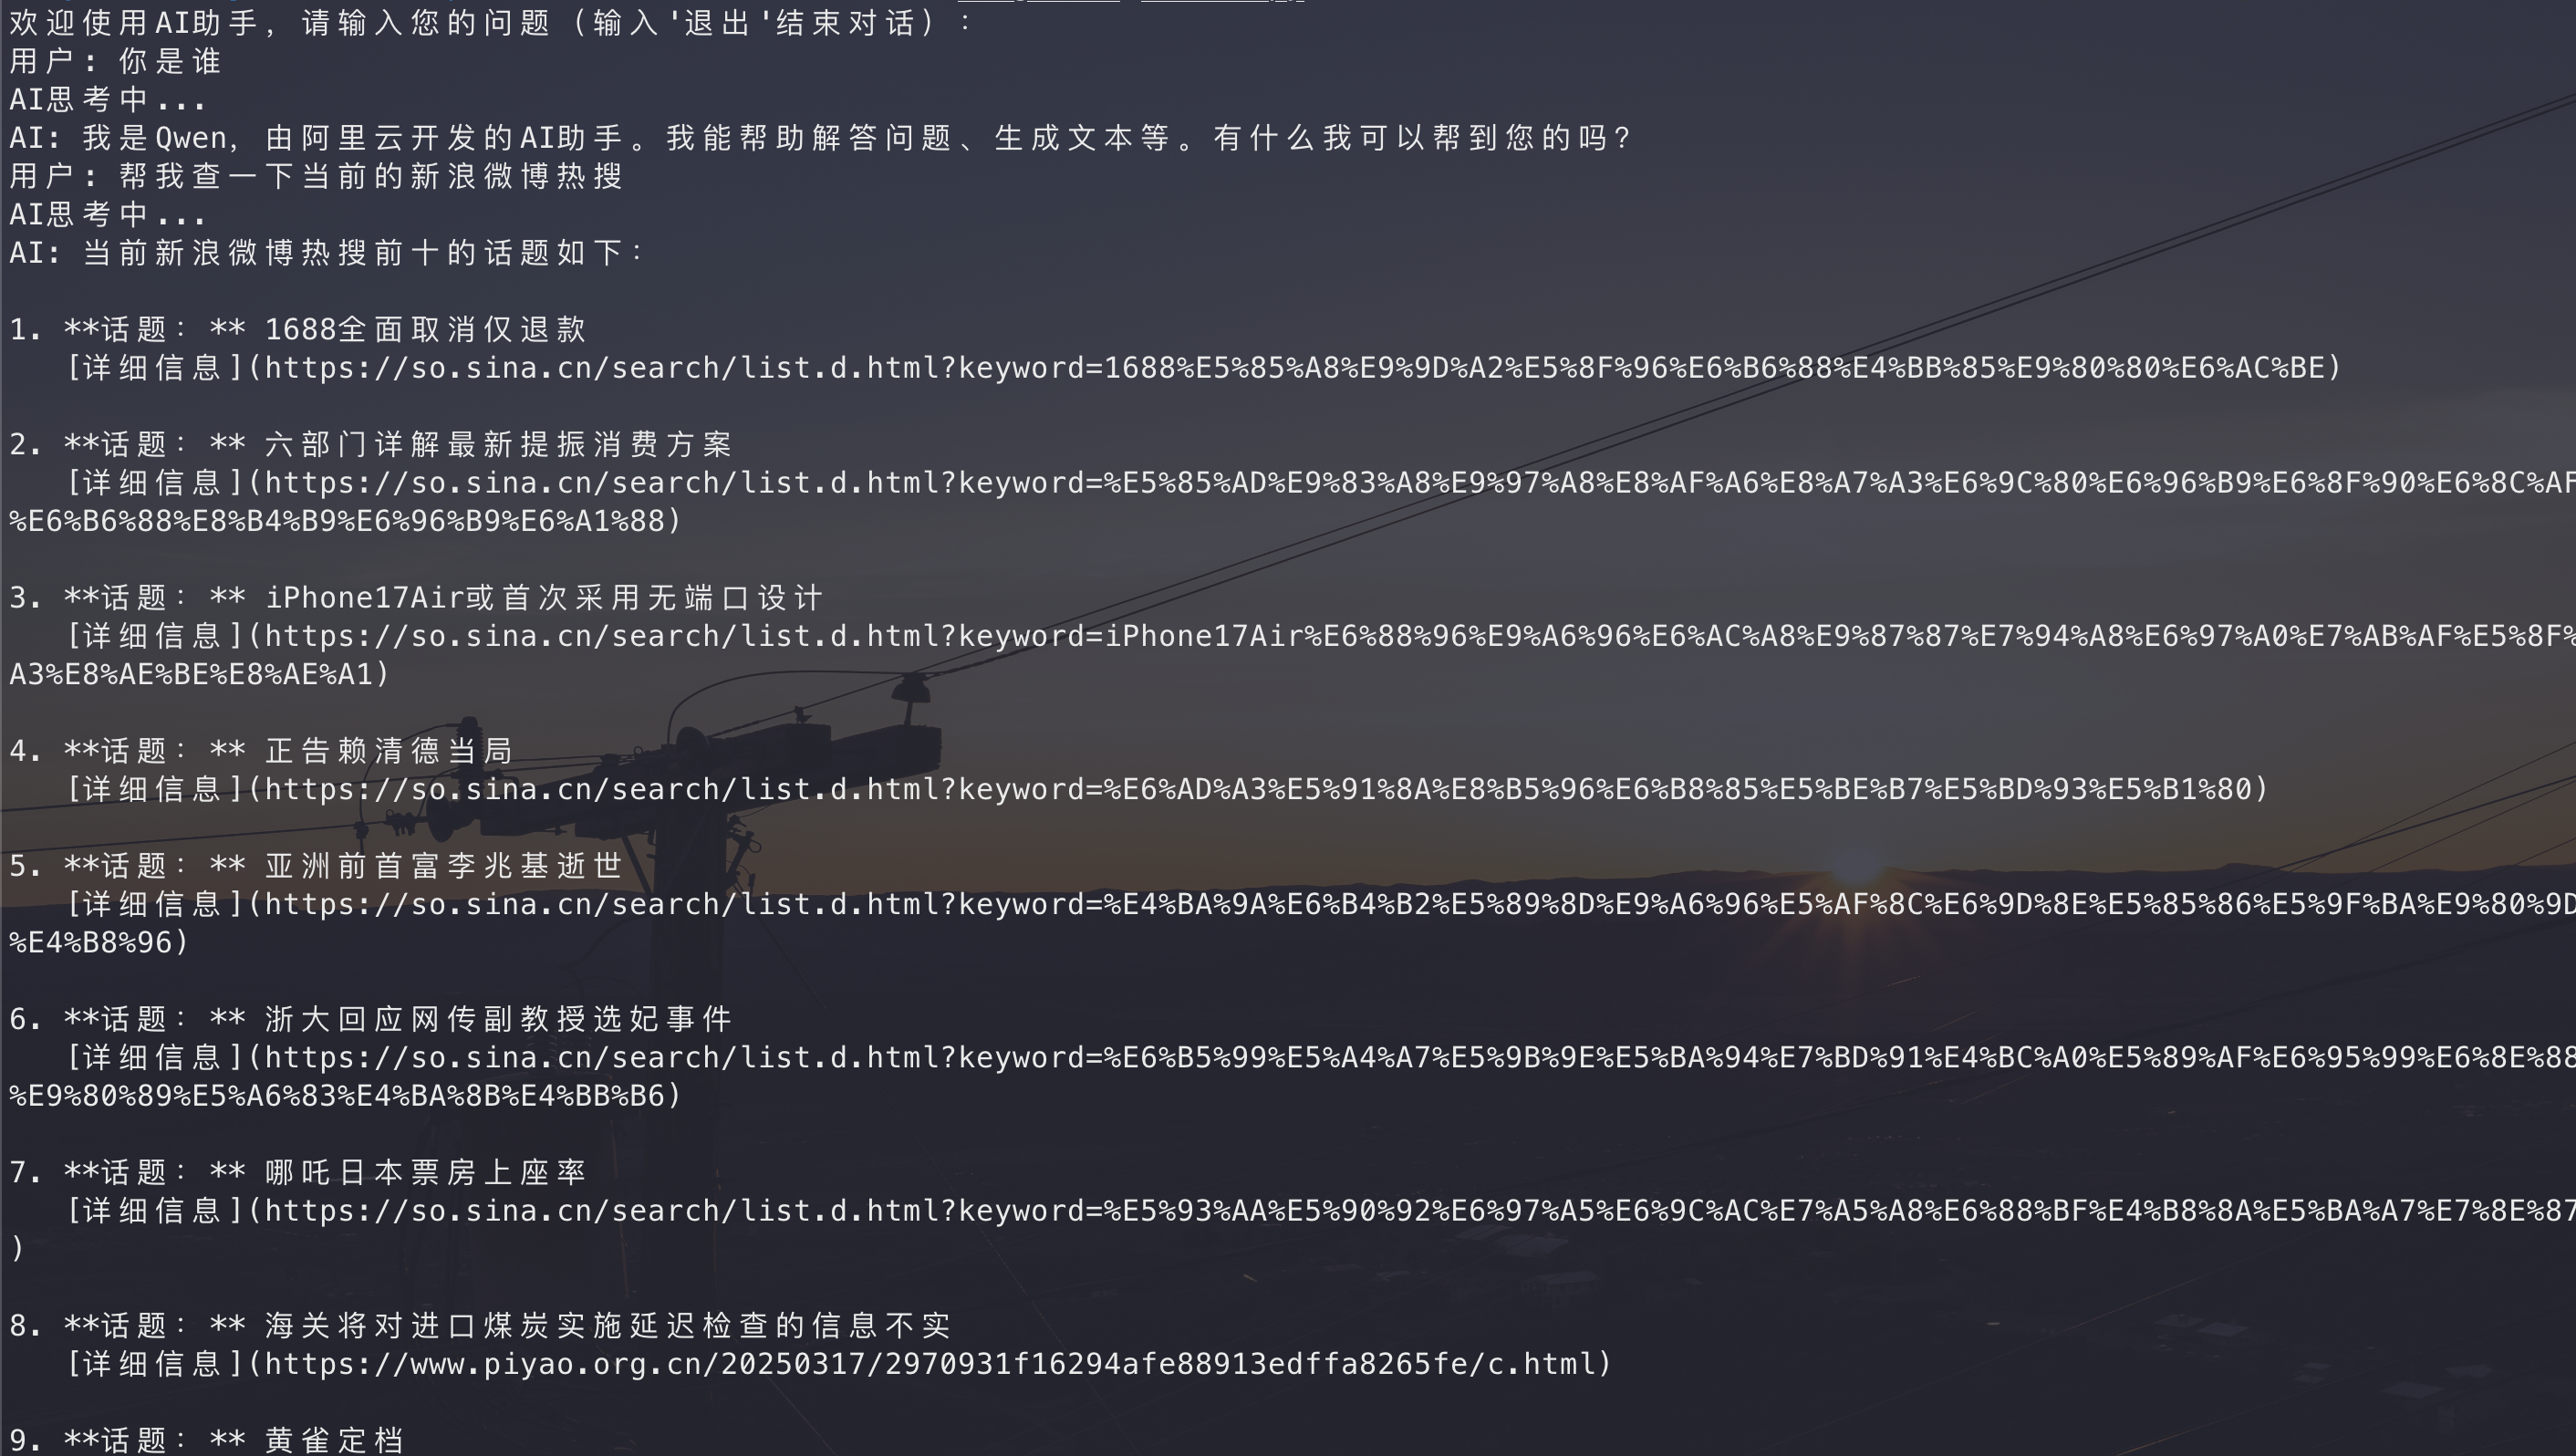 欢迎使用AI助手，请输入您的问题（输入'退出'结束对话）：
用户: 你是谁
AI思考中...
AI: 我是Qwen，由阿里云开发的AI助手。我能帮助解答问题、生成文本等。有什么我可以帮到您的吗？
用户: 帮我查一下当前的新浪微博热搜
AI思考中...
AI: 当前新浪微博热搜前十的话题如下：
1. **话题：** 1688全面取消仅退款
[详细信息](https://so.sina.cn/search/list.d.html?keyword=1688%E5%85%A8%E9%9D%A2%E5%8F%96%E6%B6%88%E4%BB%85%E9%80%80%E6%AC%BE)
2. **话题：** 六部门详解最新提振消费方案
[详细信息](https://so.sina.cn/search/list.d.html?keyword=%E5%85%AD%E9%83%A8%E9%97%A8%E8%AF%A6%E8%A7%A3%E6%9C%80%E6%96%B9%E6%8F%90%E6%8C%AF
%E6%B6%88%E8%B4%B9%E6%96%B9%E6%A1%88)
3. **话题：** iPhone17Air或首次采用无端口设计
[详细信息](https://so.sina.cn/search/list.d.html?keyword=iPhone17Air%E6%88%96%E9%A6%96%E6%AC%A8%E9%87%87%E7%94%A8%E6%97%A0%E7%AB%AF%E5%8F%
A3%E8%AE%BE%E8%AE%A1)
4. **话题：** 正告赖清德当局
[详细信息](https://so.sina.cn/search/list.d.html?keyword=%E6%AD%A3%E5%91%8A%E8%B5%96%E6%B8%85%E5%BE%B7%E5%BD%93%E5%B1%80)
5. **话题：** 亚洲前首富李兆基逝世
[详细信息](https://so.sina.cn/search/list.d.html?keyword=%E4%BA%9A%E6%B4%B2%E5%89%8D%E9%A6%96%E5%AF%8C%E6%9D%8E%E5%85%86%E5%9F%BA%E9%80%9D
%E4%B8%96)
6. **话题：** 浙大回应网传副教授选妃事件
[详细信息](https://so.sina.cn/search/list.d.html?keyword=%E6%B5%99%E5%A4%A7%E5%9B%9E%E5%BA%94%E7%BD%91%E4%BC%A0%E5%89%AF%E6%95%99%E6%8E%88
%E9%80%89%E5%A6%83%E4%BA%8B%E4%BB%B6)
7. **话题：** 哪吒日本票房上座率
[详细信息](https://so.sina.cn/search/list.d.html?keyword=%E5%93%AA%E5%90%92%E6%97%A5%E6%9C%AC%E7%A5%A8%E6%88%BF%E4%B8%8A%E5%BA%A7%E7%8E%87
)
8. **话题：** 海关将对进口煤炭实施延迟检查的信息不实
[详细信息](https://www.piyao.org.cn/20250317/2970931f16294afe88913edffa8265fe/c.html)
9. **话题：** 黄雀定档